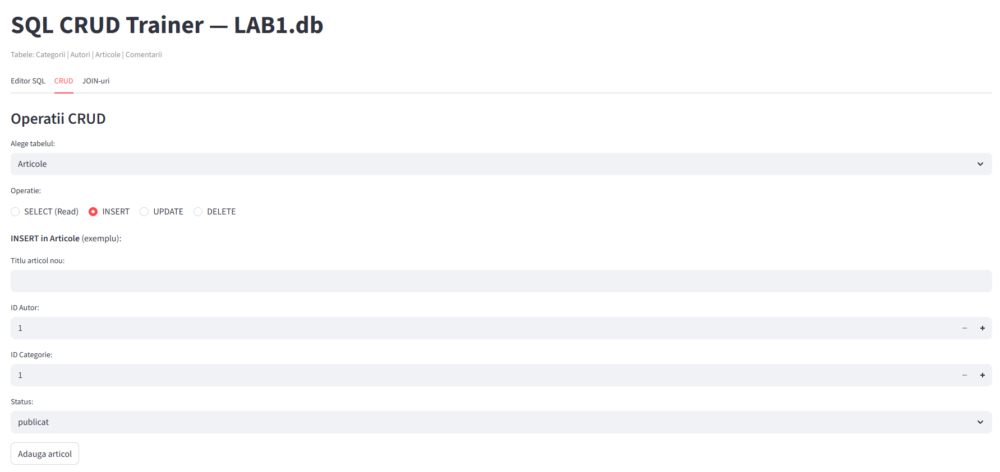 SQL CRUD Trainer — LAB1.db
Tabele: Categorii | Autori | Articole | Comentarii
Editor SQL CRUD JOIN-uri
Operatii CRUD
Alege tabelul:
Articole
Operatie:
SELECT (Read) INSERT UPDATE DELETE
INSERT in Articole (exemplu):
Titlu articol nou:
ID Autor:
1
ID Categorie:
1
Status:
publicat
Adauga articol